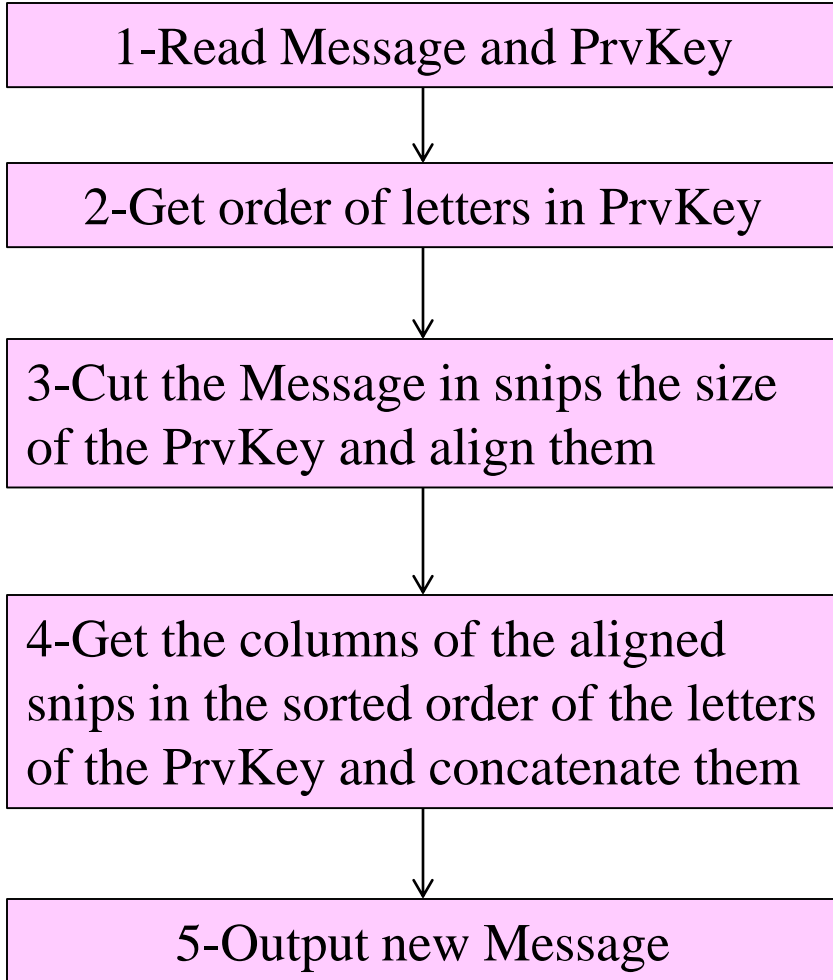 1-Read Message and PrvKey
2-Get order of letters in PrvKey
3-Cut the Message in snips the size
of the PrvKey and align them
4-Get the columns of the aligned
snips in the sorted order of the letters
of the PrvKey and concatenate them
5-Output new Message